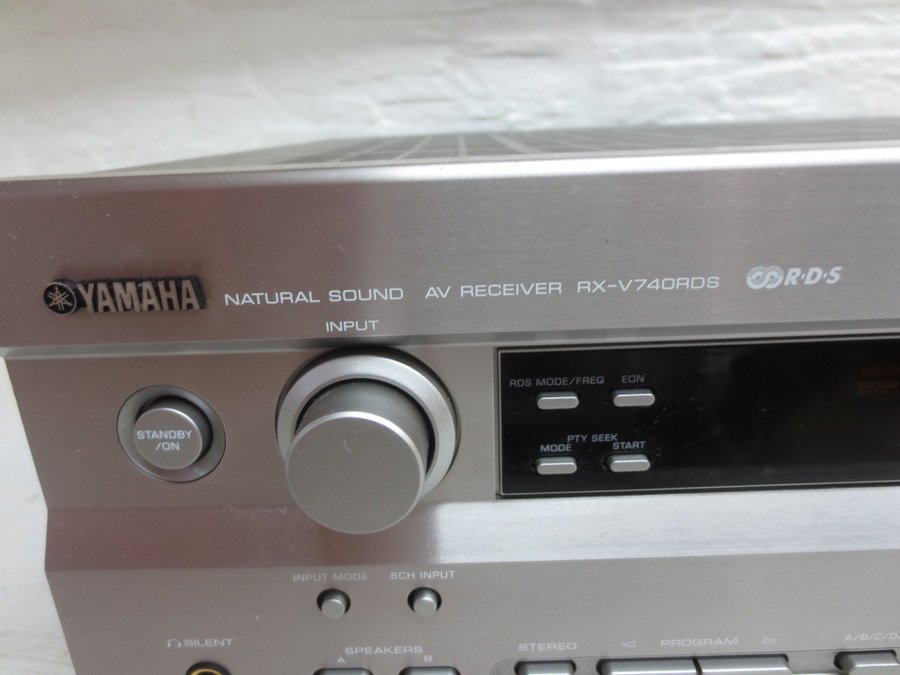 YAMAHA NATURAL SOUND AV RECEIVER RX-V740RDS R·D·S
INPUT
STANDBY
/ON
RDS MODE/FREQ EON
PTY SEEK
MODE START
INPUT MODE 6CH INPUT
SILENT
SPEAKERS
A B
STEREO
PROGRAM